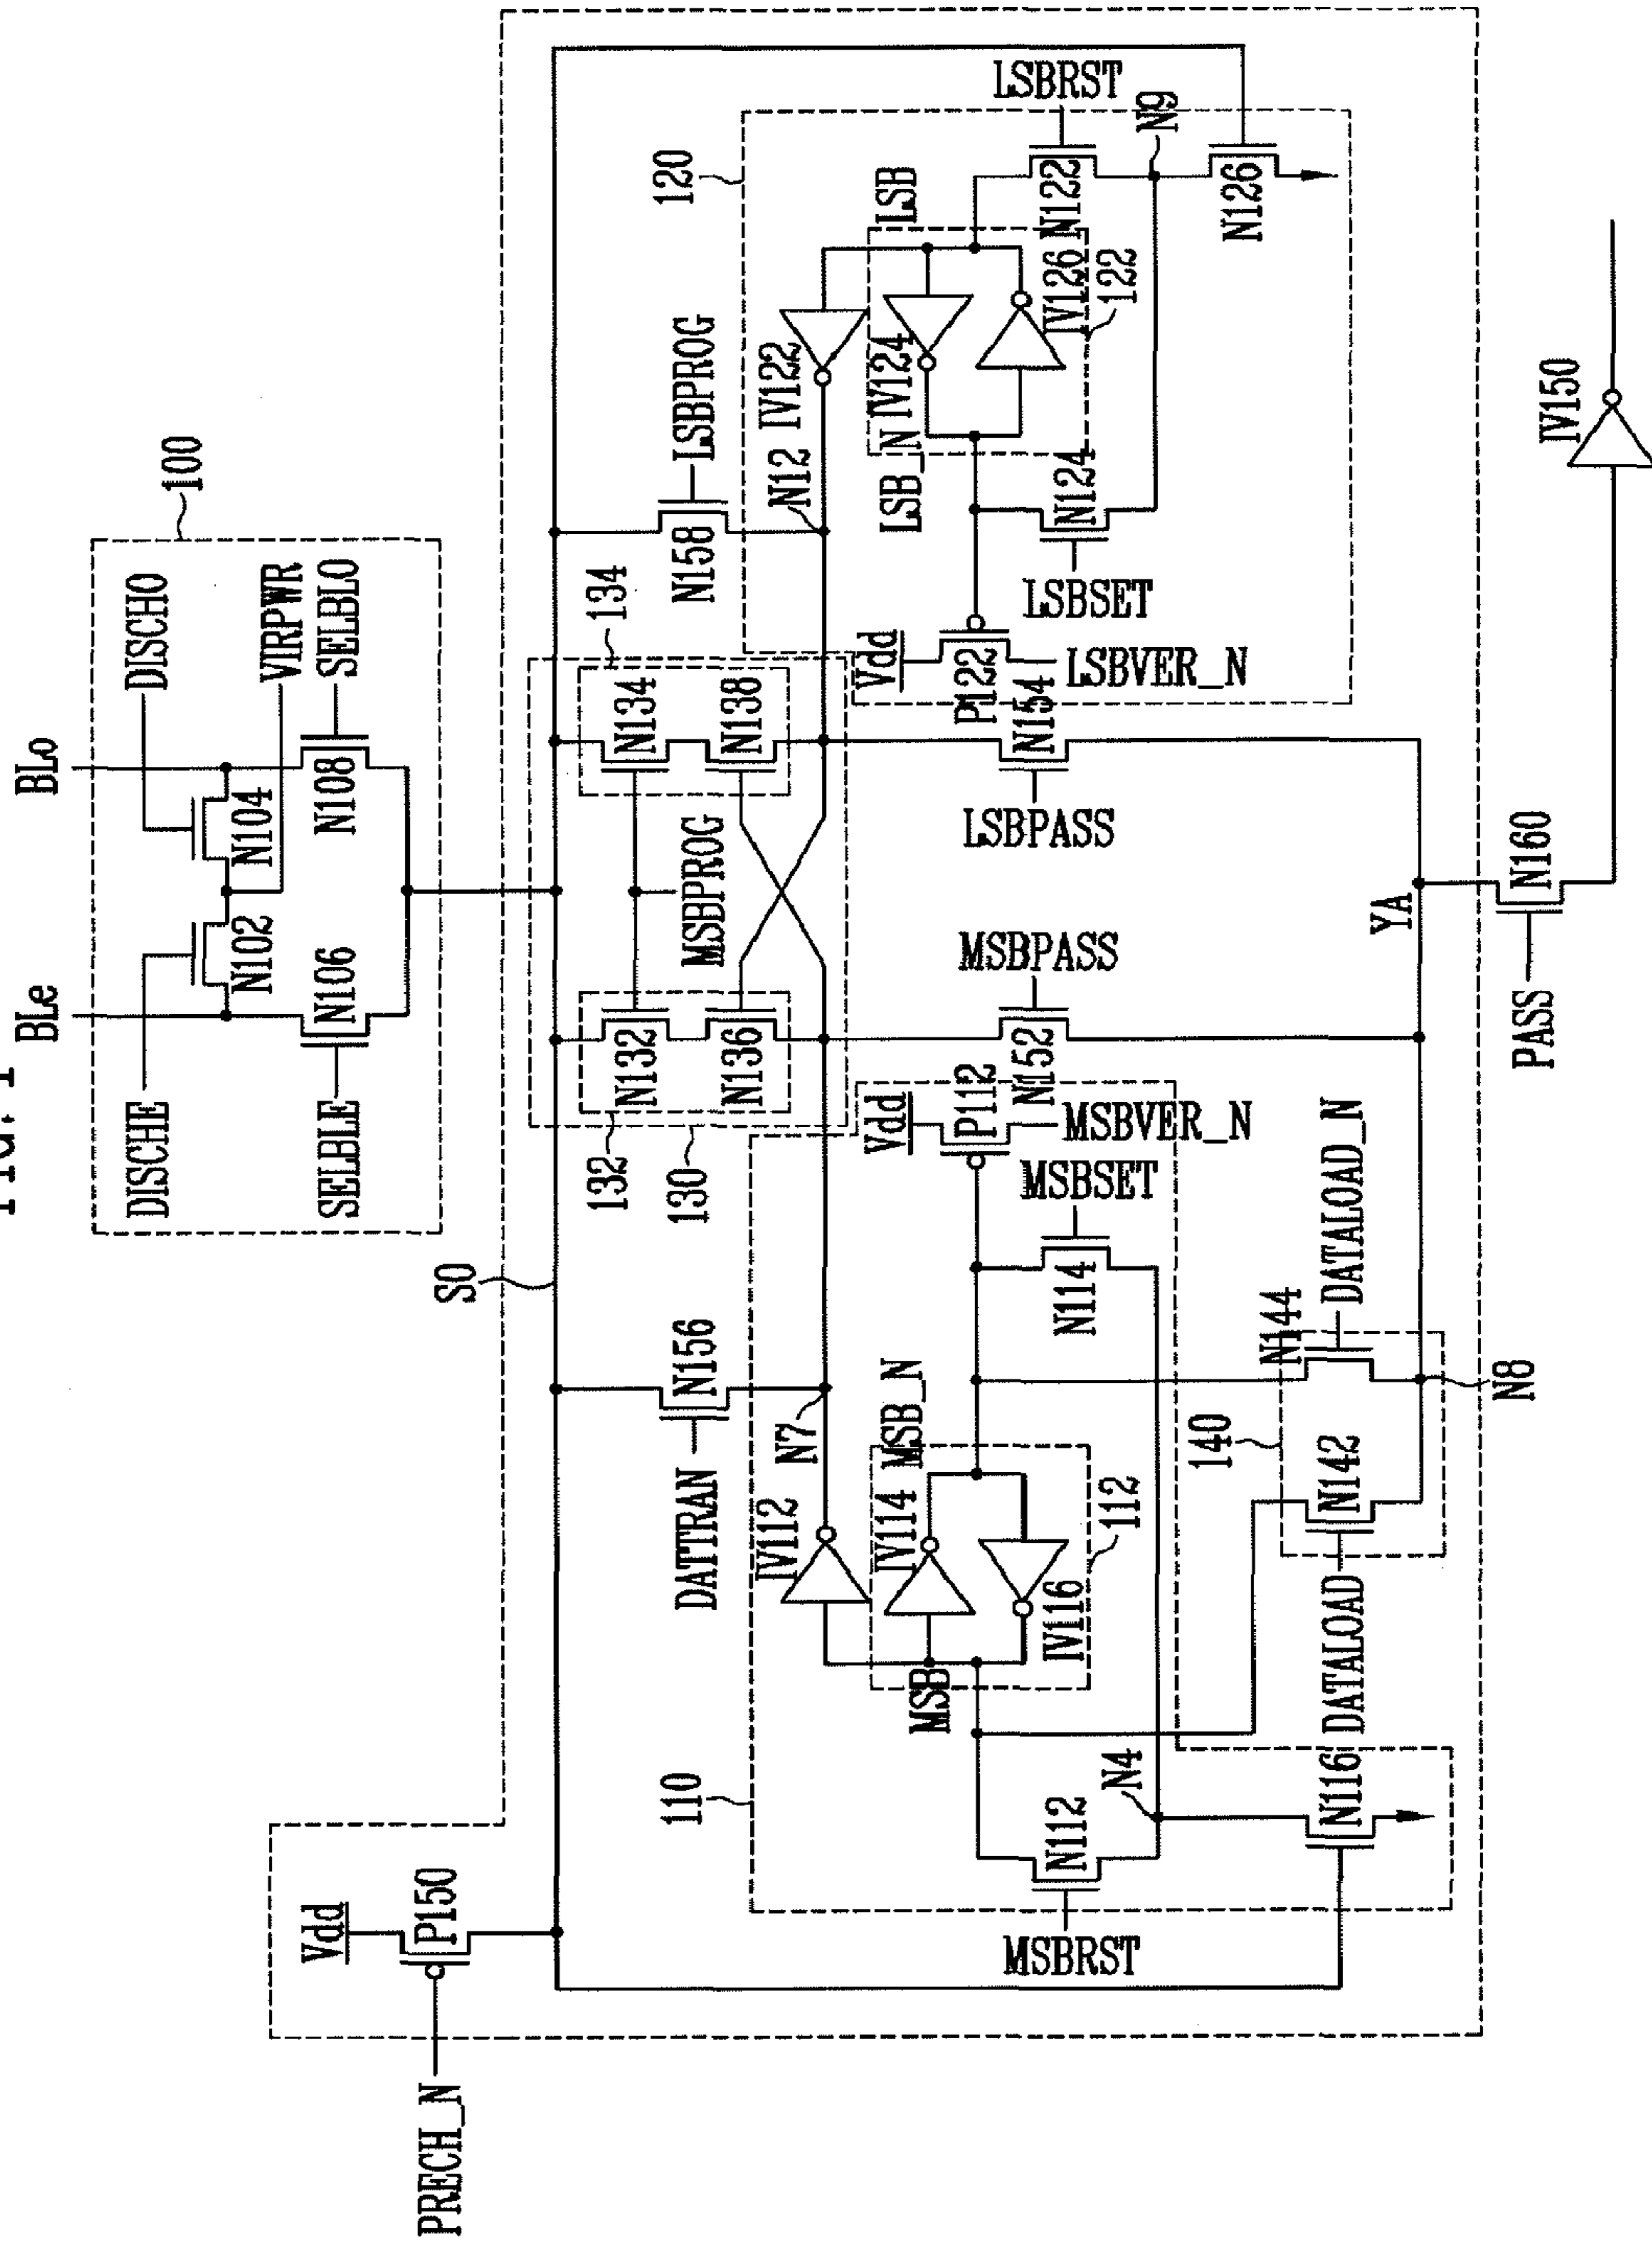 FIG. 1
BLe
BLo
100
DISCHE
DISCHO
N102
N104
VIRPWR
SELBLE
N106
N108
SELBLO
SO
PRECH_N
Vdd
P150
132
130
N132
N136
MSBPROG
134
N134
N138
DATTRAN
N156
N7
N158
LSBPROG
N12
110
IV112
MSB
IV114
MSB_N
IV116
112
MSBRST
N112
N4
N114
MSBSET
Vdd
P112
MSBVER_N
N116
N152
MSBPASS
LSBPASS
N154
120
IV122
LSB
LSB_N
IV124
IV126
122
Vdd
P122
LSBVER_N
LSBSET
N124
N122
LSBRST
N9
N126
140
DATALOAD
N142
N144
DATALOAD_N
N8
YA
PASS
N160
IV150